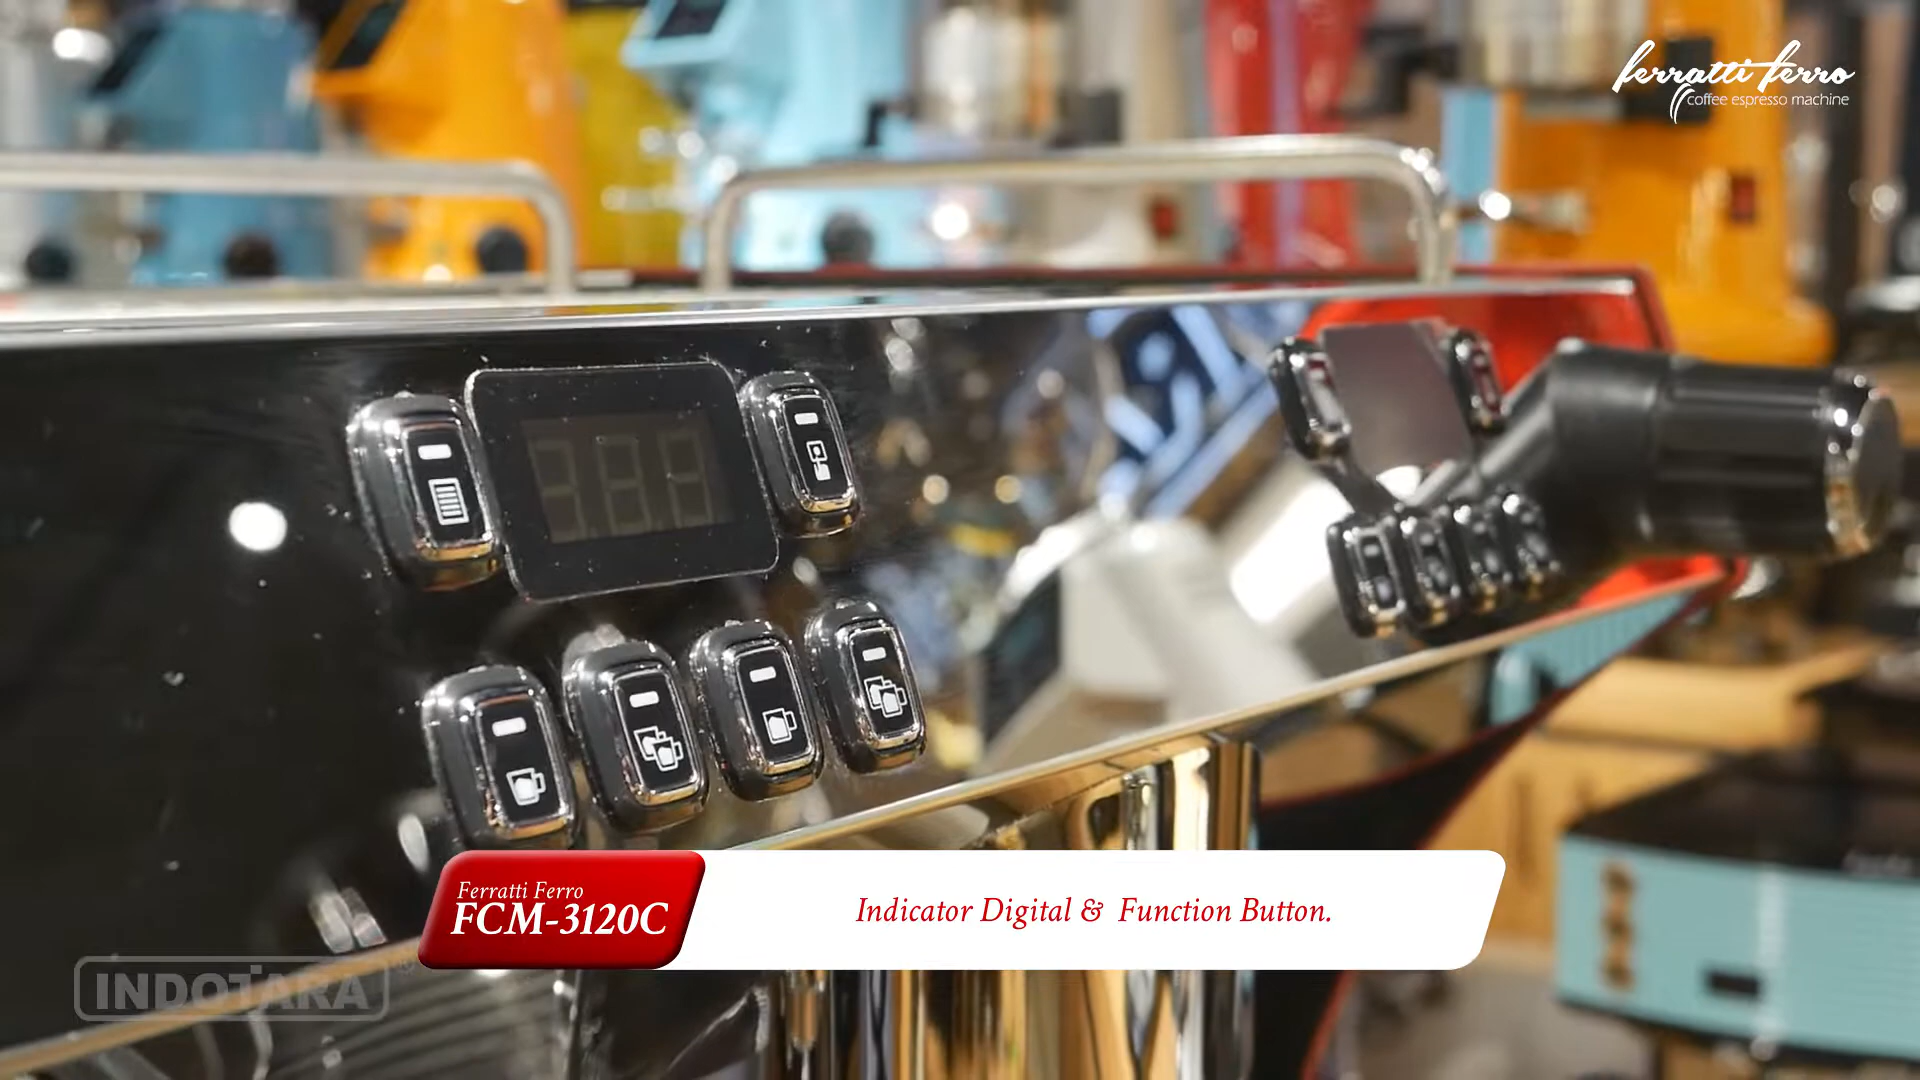 ferratti ferro
coffee espresso machine
Ferratti Ferro
FCM-3120C
Indicator Digital & Function Button.
INDOTARA